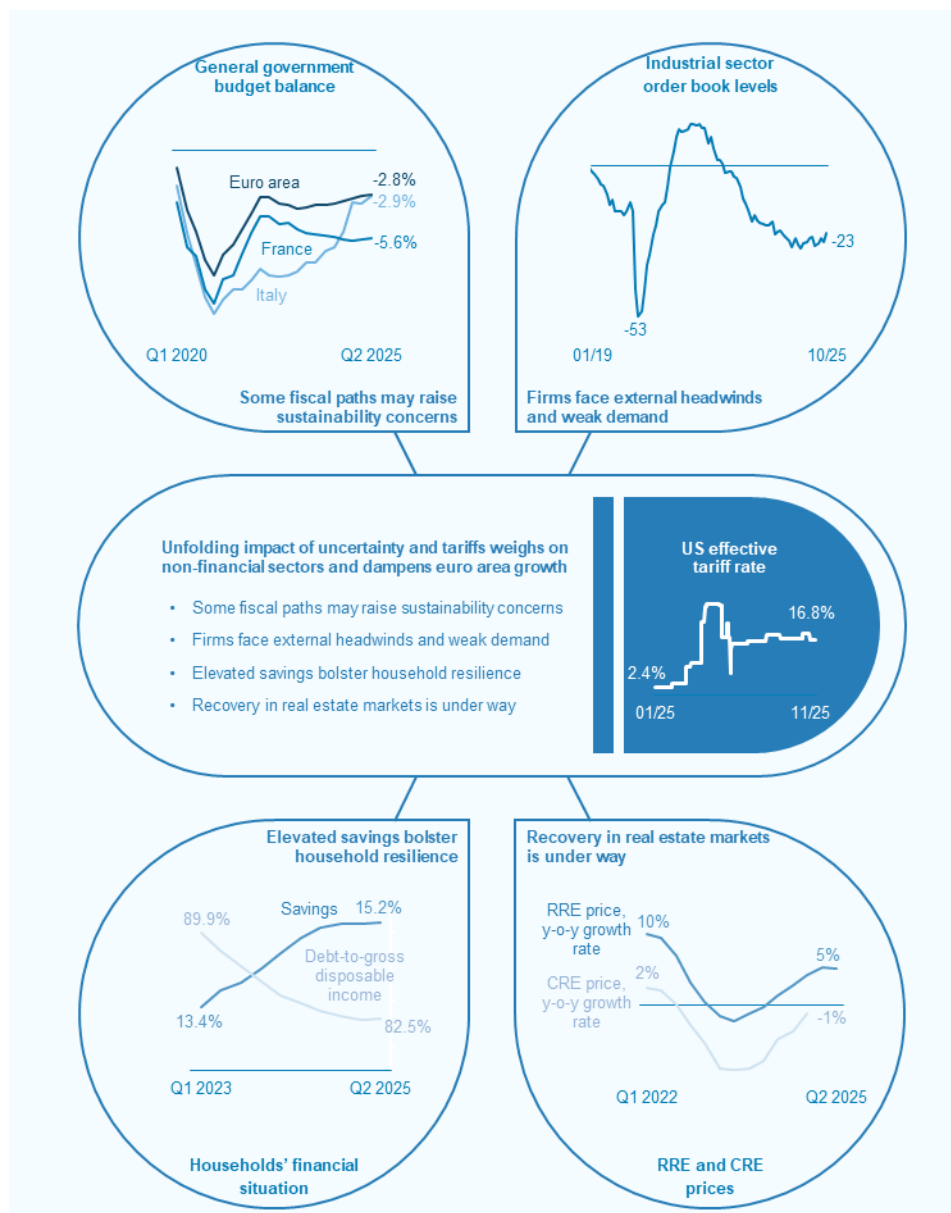 General government
budget balance
Euro area
-2.8%
-2.9%
France
-5.6%
Italy
Q1 2020
Q2 2025
Some fiscal paths may raise
sustainability concerns
Industrial sector
order book levels
-23
-53
01/19
10/25
Firms face external headwinds
and weak demand
Unfolding impact of uncertainty and tariffs weighs on
non-financial sectors and dampens euro area growth
• Some fiscal paths may raise sustainability concerns
• Firms face external headwinds and weak demand
• Elevated savings bolster household resilience
• Recovery in real estate markets is under way
US effective
tariff rate
16.8%
2.4%
01/25
11/25
Elevated savings bolster
household resilience
Savings
15.2%
89.9%
Debt-to-gross
disposable
income
13.4%
82.5%
Q1 2023
Q2 2025
Households' financial
situation
Recovery in real estate markets
is under way
RRE price,
y-o-y growth
rate
10%
5%
CRE price,
y-o-y growth
rate
2%
-1%
Q1 2022
Q2 2025
RRE and CRE
prices